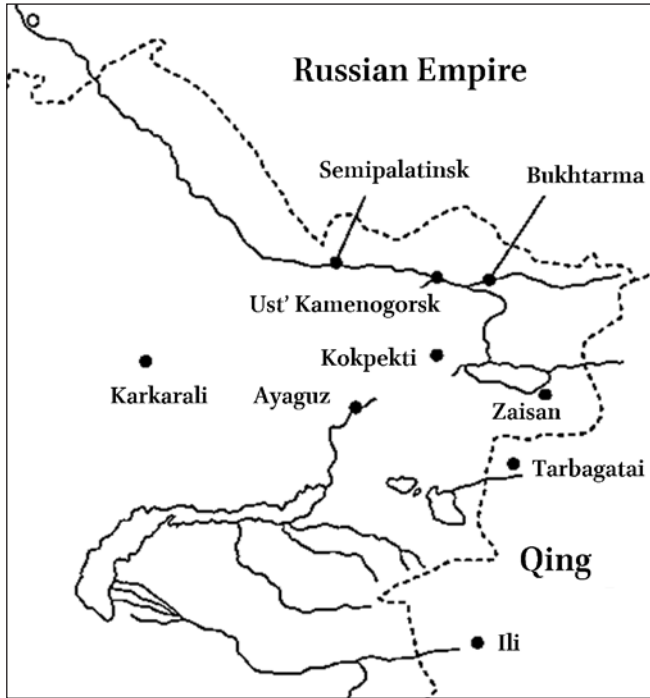 Russian Empire
Semipalatinsk
Bukhtarma
Ust' Kamenogorsk
Kokpekti
Karkarali
Ayaguz
Zaisan
Tarbagatai
Qing
Ili